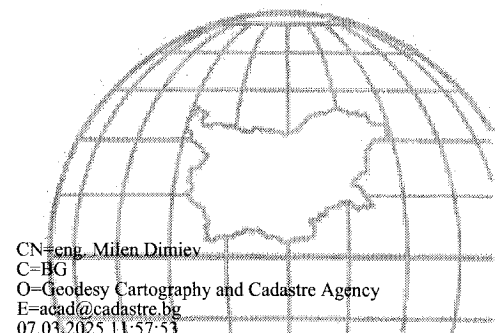 CN=eng. Milen Dimiev
C=BG
O=Geodesy Cartography and Cadastre Agency
E=acad@cadastre.bg
07.03.2025 11:57:53